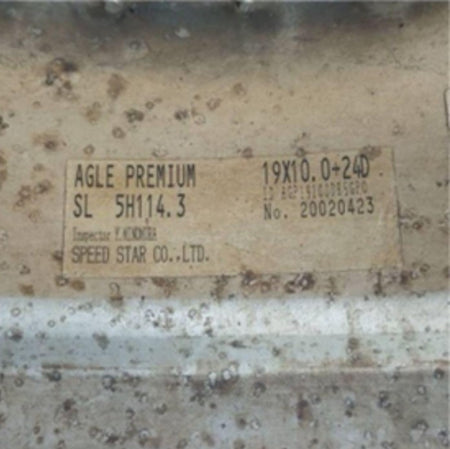 AGLE PREMIUM 19X10.0+24D
SL 5H114.3
No. 20020423
Inspector
SPEED STAR CO.,LTD.